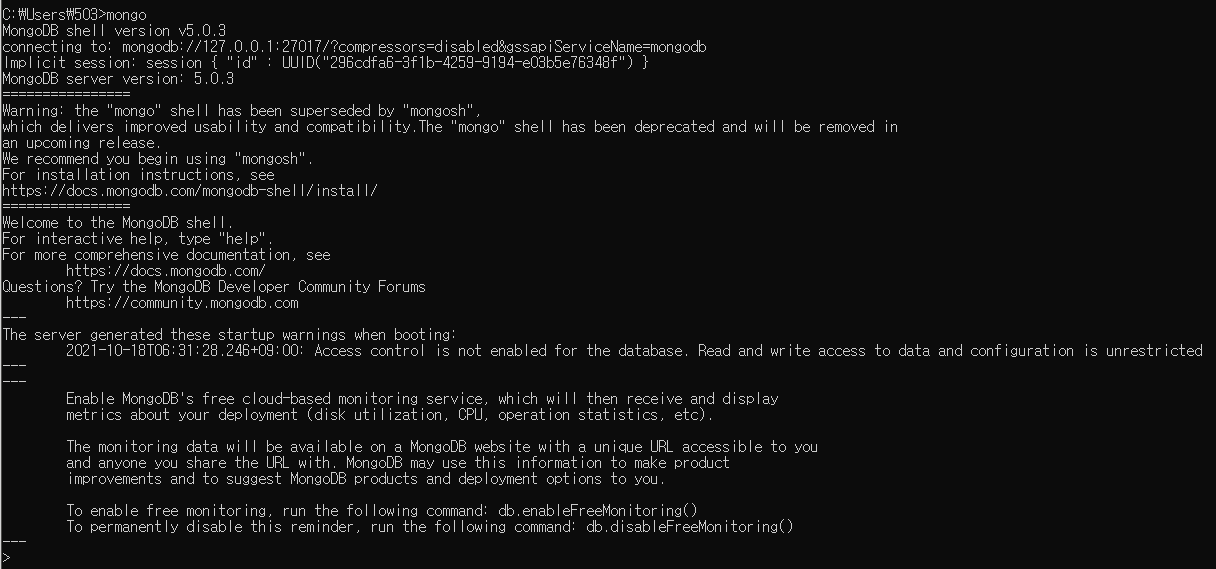 C:₩Users₩503>mongo
MongoDB shell version v5.0.3
connecting to: mongodb://127.0.0.1:27017/?compressors=disabled&gssapiServiceName=mongodb
Implicit session: session { "id" : UUID("296cdfa6-3f1b-4259-9194-e03b5e76348f") }
MongoDB server version: 5.0.3
================
Warning: the "mongo" shell has been superseded by "mongosh",
which delivers improved usability and compatibility.The "mongo" shell has been deprecated and will be removed in
an upcoming release.
We recommend you begin using "mongosh".
For installation instructions, see
https://docs.mongodb.com/mongodb-shell/install/
================
Welcome to the MongoDB shell.
For interactive help, type "help".
For more comprehensive documentation, see
https://docs.mongodb.com/
Questions? Try the MongoDB Developer Community Forums
https://community.mongodb.com
---
The server generated these startup warnings when booting:
2021-10-18T06:31:28.246+09:00: Access control is not enabled for the database. Read and write access to data and configuration is unrestricted
---
---
Enable MongoDB's free cloud-based monitoring service, which will then receive and display
metrics about your deployment (disk utilization, CPU, operation statistics, etc).
The monitoring data will be available on a MongoDB website with a unique URL accessible to you
and anyone you share the URL with. MongoDB may use this information to make product
improvements and to suggest MongoDB products and deployment options to you.
To enable free monitoring, run the following command: db.enableFreeMonitoring()
To permanently disable this reminder, run the following command: db.disableFreeMonitoring()
---
>